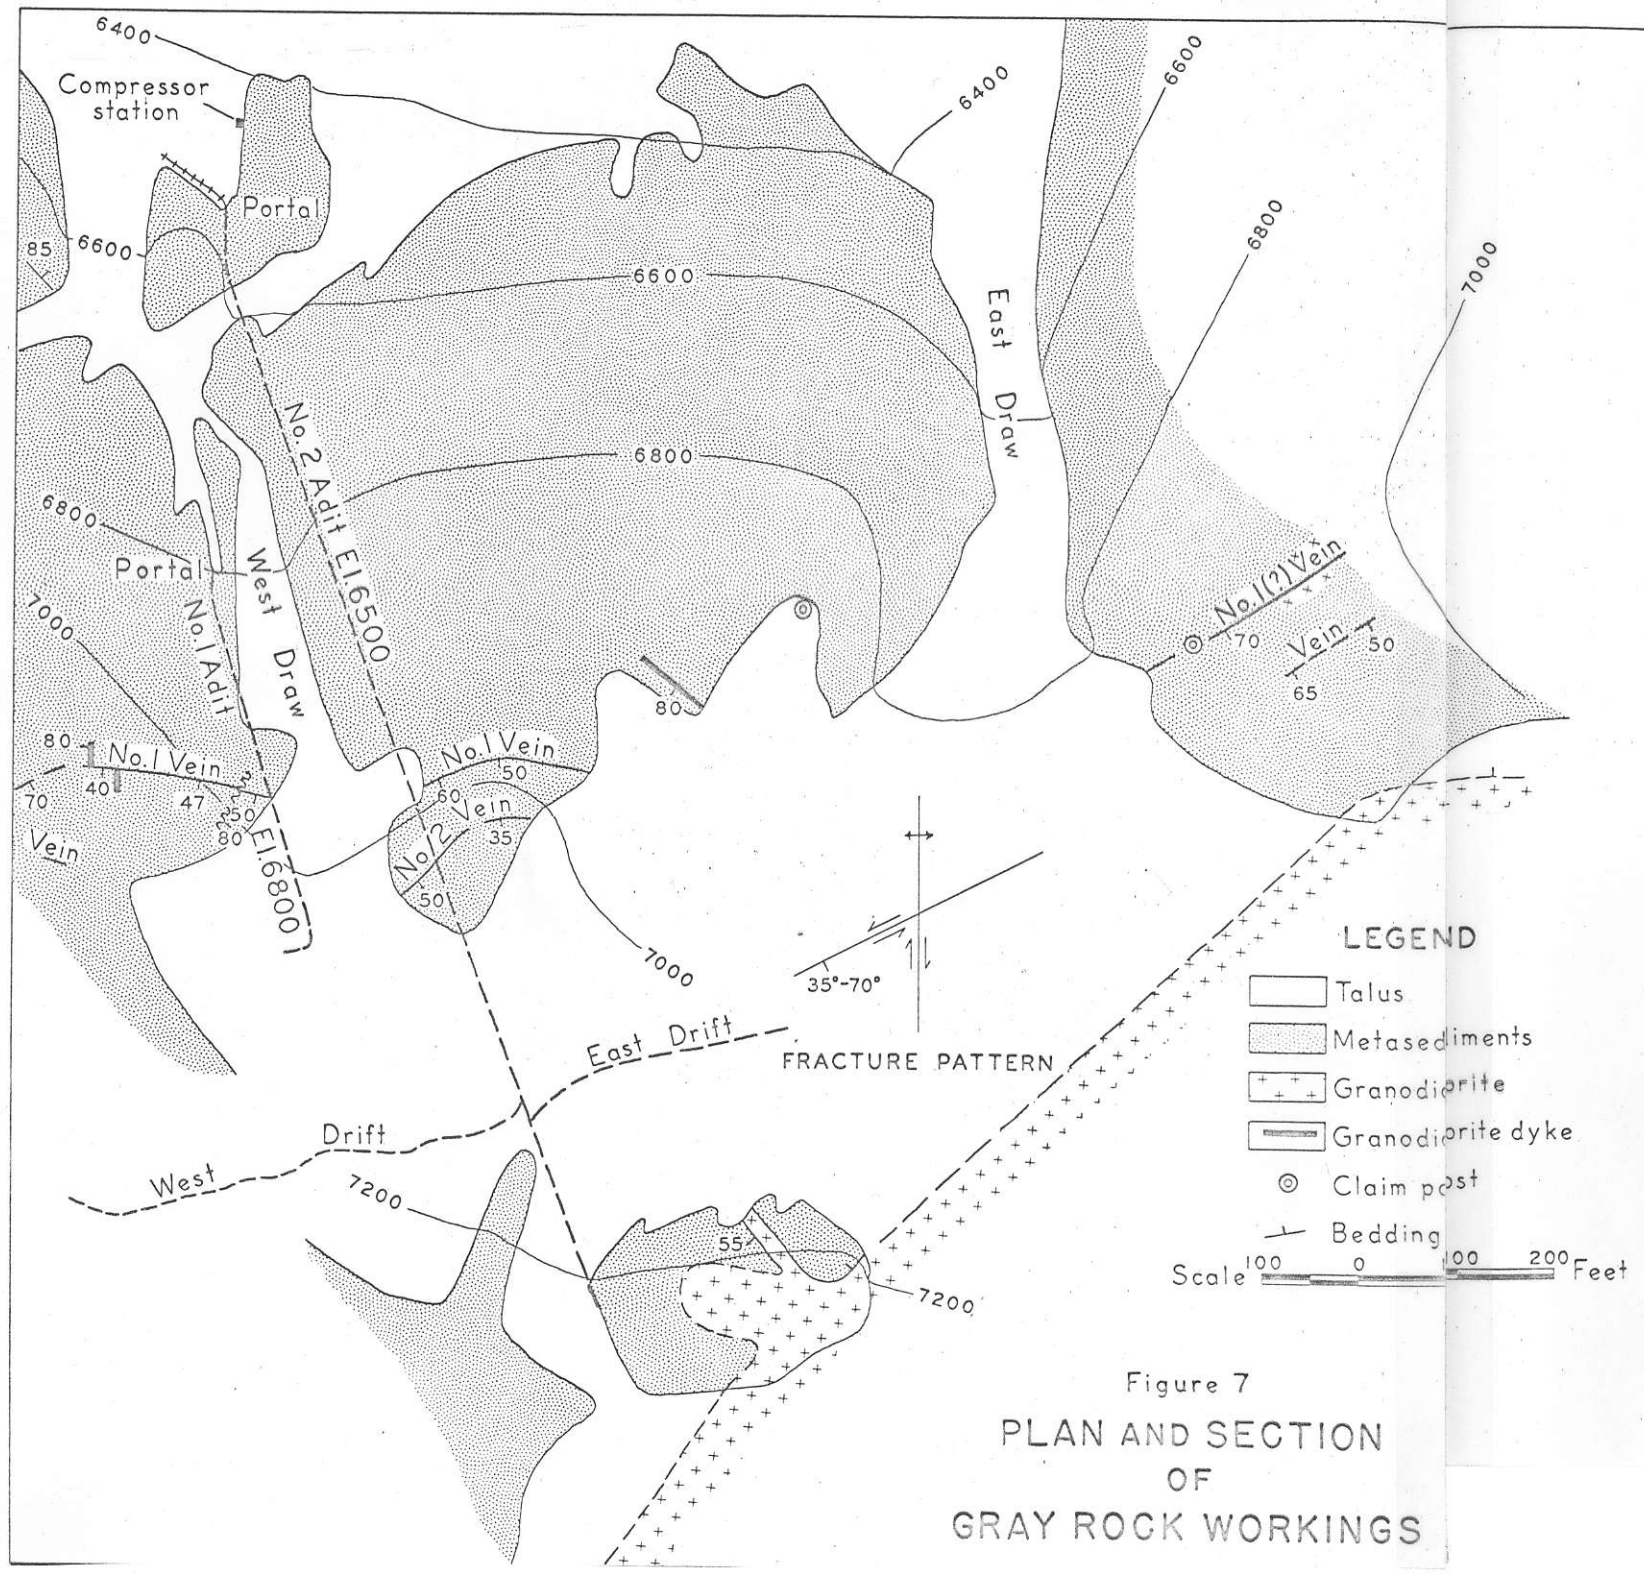 6400
Compressor
station
6400
6600
Portal
6600
85
6600
6800
7000
East Draw
6800
No. 2 Adit El. 6500
6800
Portal
West Draw
No. 1 Adit
7000
No. 1 (?) Vein
70
Vein
50
65
80
80
No. 1 Vein
40
47
70
50
80
Vein
El. 6800
No. 1 Vein
50
60
No. 2 Vein
35
50
7000
35°-70°
FRACTURE PATTERN
East Drift
West Drift
7200
55
7200
LEGEND
Talus
Metasediments
Granodiorite
Granodiorite dyke
Claim post
Bedding
Scale 100 0 100 200 Feet
Figure 7
PLAN AND SECTION
OF
GRAY ROCK WORKINGS